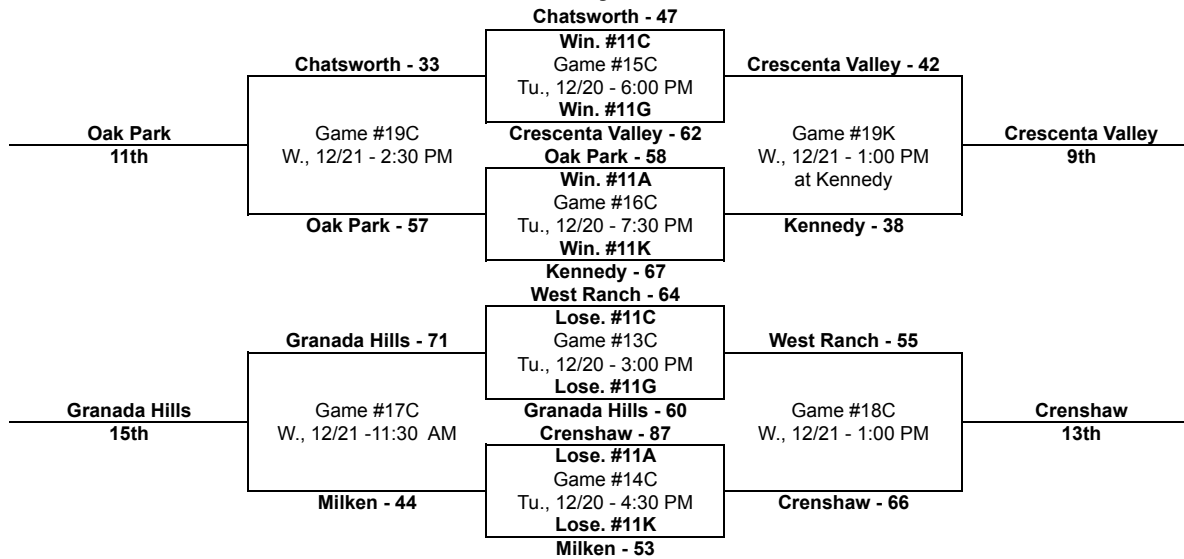 Chatsworth - 47
Win. #11C
Chatsworth - 33
Game #15C
Crescenta Valley - 42
Tu., 12/20 - 6:00 PM
Win. #11G
Oak Park
11th
Game #19C
W., 12/21 - 2:30 PM
Crescenta Valley - 62
Oak Park - 58
Game #19K
W., 12/21 - 1:00 PM
at Kennedy
Crescenta Valley
9th
Win. #11A
Game #16C
Tu., 12/20 - 7:30 PM
Win. #11K
Oak Park - 57
Kennedy - 38
Kennedy - 67
West Ranch - 64
Lose. #11C
Granada Hills - 71
Game #13C
West Ranch - 55
Tu., 12/20 - 3:00 PM
Lose. #11G
Granada Hills
15th
Game #17C
W., 12/21 -11:30 AM
Granada Hills - 60
Crenshaw - 87
Game #18C
W., 12/21 - 1:00 PM
Crenshaw
13th
Lose. #11A
Game #14C
Tu., 12/20 - 4:30 PM
Lose. #11K
Milken - 44
Crenshaw - 66
Milken - 53